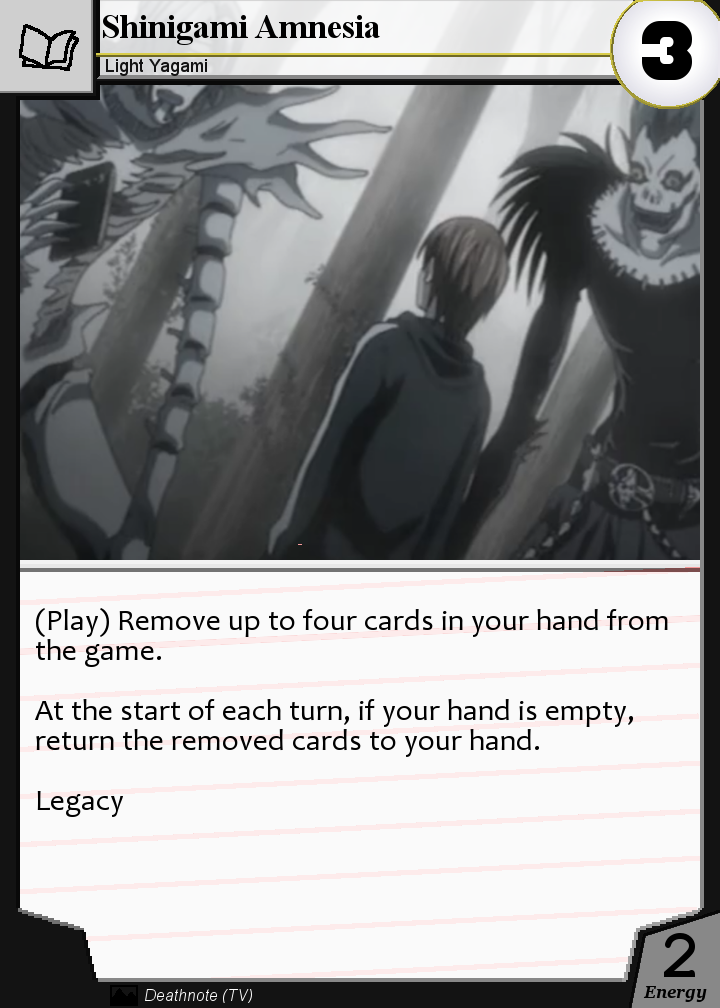 Shinigami Amnesia
3
Light Yagami
(Play) Remove up to four cards in your hand from
the game.
At the start of each turn, if your hand is empty,
return the removed cards to your hand.
Legacy
2
Energy
Deathnote (TV)